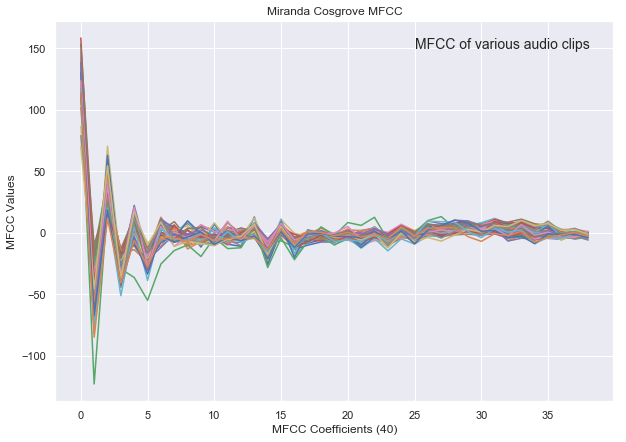 Miranda Cosgrove MFCC
MFCC of various audio clips
MFCC Values
150
100
50
0
−50
−100
0 5 10 15 20 25 30 35
MFCC Coefficients (40)